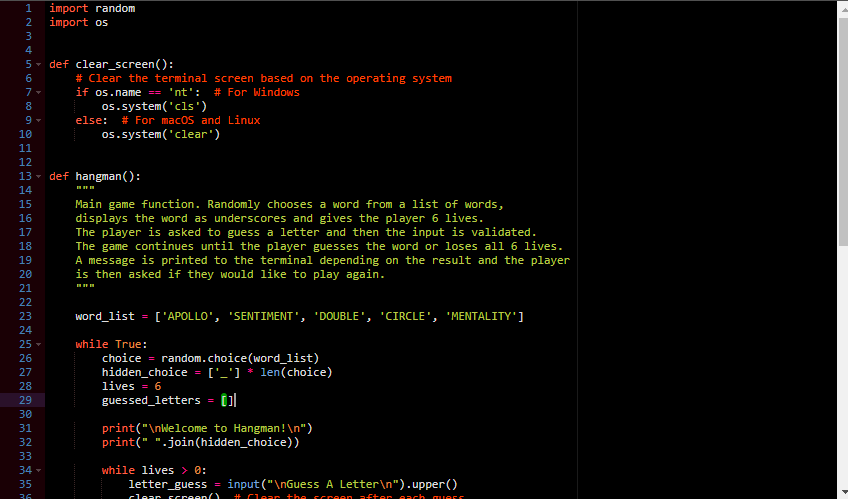 1 import random
2 import os
3
4
5 def clear_screen():
6     # Clear the terminal screen based on the operating system
7     if os.name == 'nt':  # For Windows
8         os.system('cls')
9     else:  # For macOS and Linux
10         os.system('clear')
11
12
13 def hangman():
14     """
15     Main game function. Randomly chooses a word from a list of words,
16     displays the word as underscores and gives the player 6 lives.
17     The player is asked to guess a letter and then the input is validated.
18     The game continues until the player guesses the word or loses all 6 lives.
19     A message is printed to the terminal depending on the result and the player
20     is then asked if they would like to play again.
21     """
22
23     word_list = ['APOLLO', 'SENTIMENT', 'DOUBLE', 'CIRCLE', 'MENTALITY']
24
25     while True:
26         choice = random.choice(word_list)
27         hidden_choice = ['_'] * len(choice)
28         lives = 6
29         guessed_letters = []
30
31         print("\nWelcome to Hangman!\n")
32         print(" ".join(hidden_choice))
33
34         while lives > 0:
35             letter_guess = input("\nGuess A Letter\n").upper()
36             clear_screen()  # Clear the screen after each guess